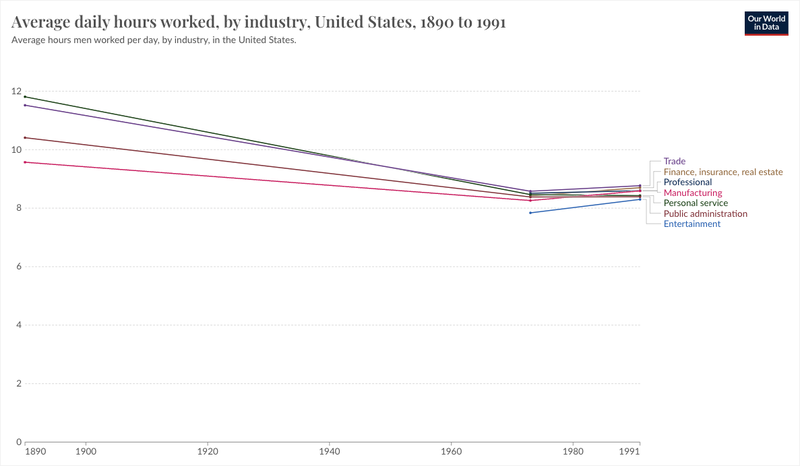 Average daily hours worked, by industry, United States, 1890 to 1991
Average hours men worked per day, by industry, in the United States.
Our World
in Data
12
10
8
6
4
2
0
1890
1900
1920
1940
1960
1980
1991
Trade
Finance, insurance, real estate
Professional
Manufacturing
Personal service
Public administration
Entertainment